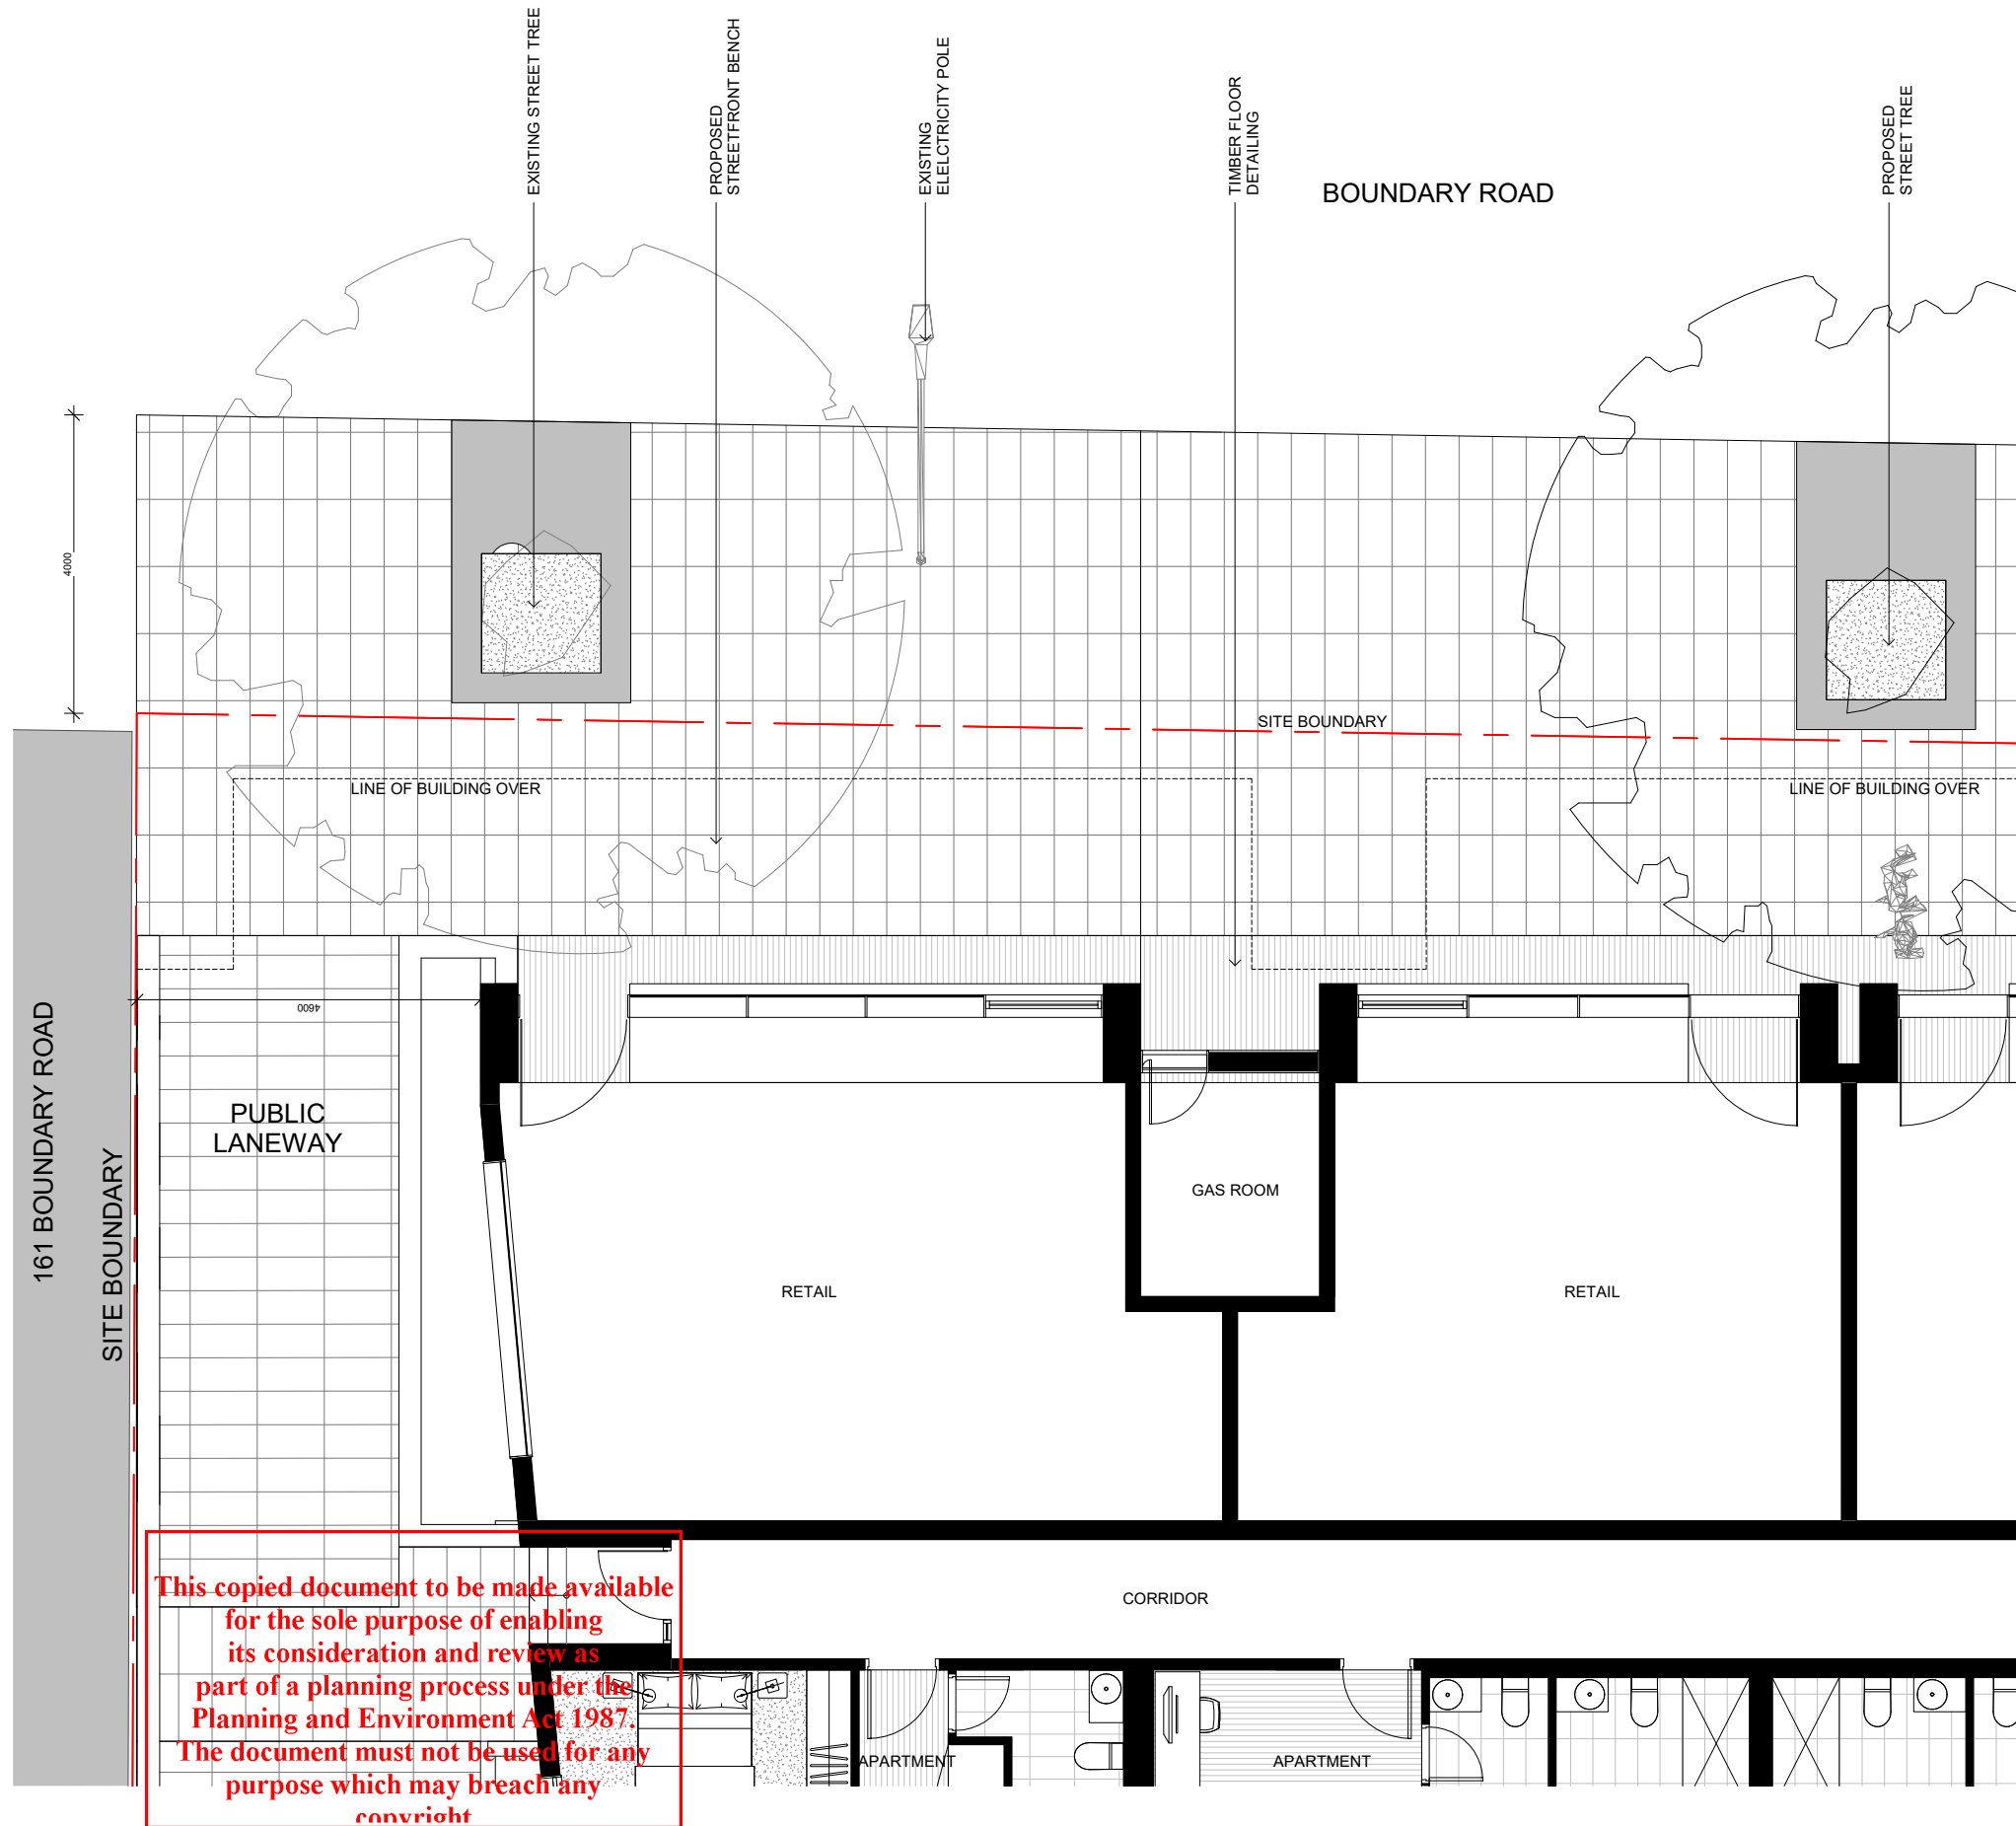 EXISTING STREET TREE
PROPOSED
STREETFRONT BENCH
EXISTING
ELELCTRICITY POLE
TIMBER FLOOR
DETAILING
BOUNDARY ROAD
PROPOSED
STREET TREE
4000
SITE BOUNDARY
LINE OF BUILDING OVER
LINE OF BUILDING OVER
4600
161 BOUNDARY ROAD
SITE BOUNDARY
PUBLIC
LANEWAY
GAS ROOM
RETAIL
RETAIL
CORRIDOR
APARTMENT
APARTMENT
This copied document to be made available
for the sole purpose of enabling
its consideration and review as
part of a planning process under the
Planning and Environment Act 1987.
The document must not be used for any
purpose which may breach any
copyright